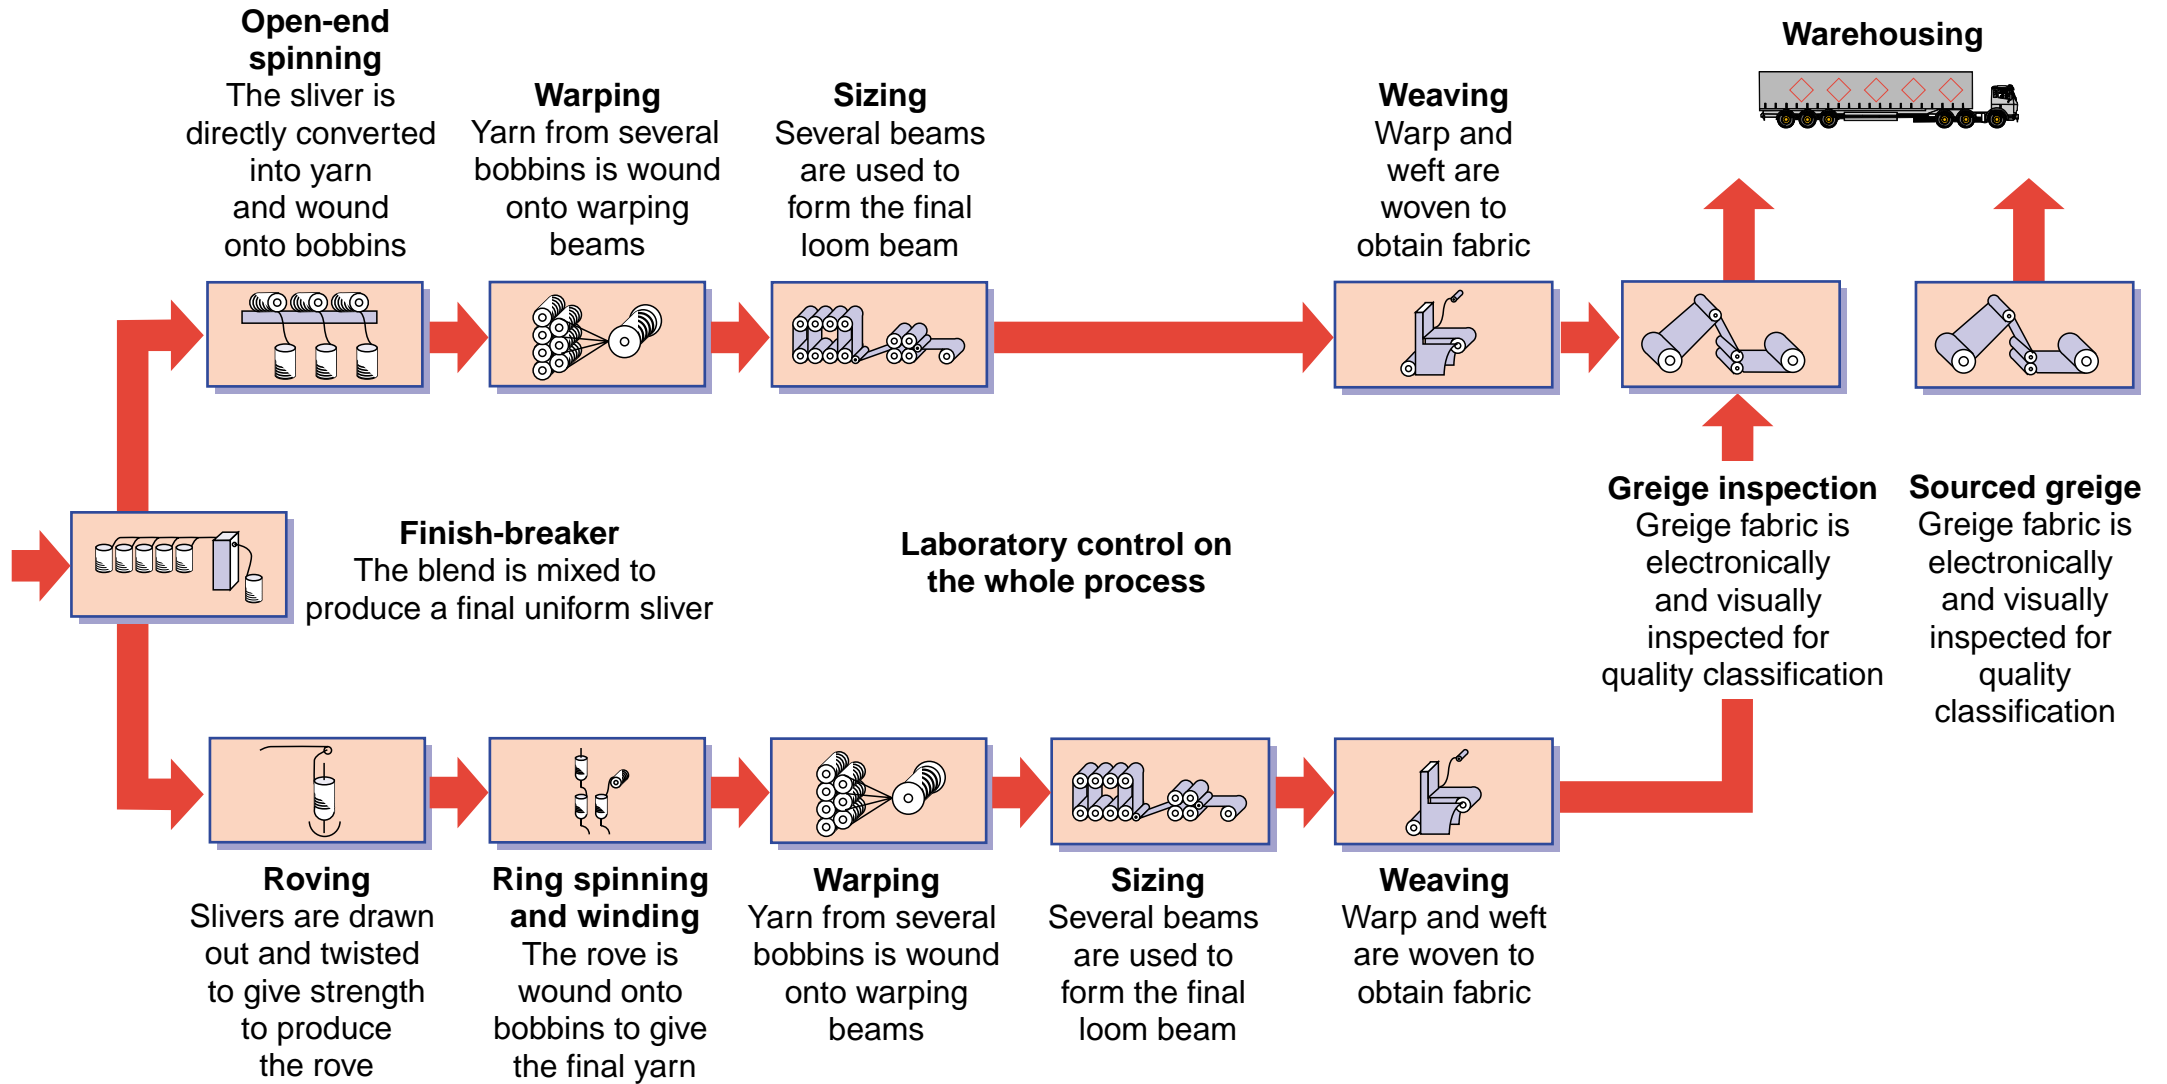 Open-end
spinning
The sliver is
directly converted
into yarn
and wound
onto bobbins
Warping
Yarn from several
bobbins is wound
onto warping
beams
Sizing
Several beams
are used to
form the final
loom beam
Weaving
Warp and
weft are
woven to
obtain fabric
Warehousing
Finish-breaker
The blend is mixed to
produce a final uniform sliver
Laboratory control on
the whole process
Greige inspection
Greige fabric is
electronically
and visually
inspected for
quality classification
Sourced greige
Greige fabric is
electronically
and visually
inspected for
quality
classification
Roving
Slivers are drawn
out and twisted
to give strength
to produce
the rove
Ring spinning
and winding
The rove is
wound onto
bobbins to give
the final yarn
Warping
Yarn from several
bobbins is wound
onto warping
beams
Sizing
Several beams
are used to
form the final
loom beam
Weaving
Warp and weft
are woven to
obtain fabric